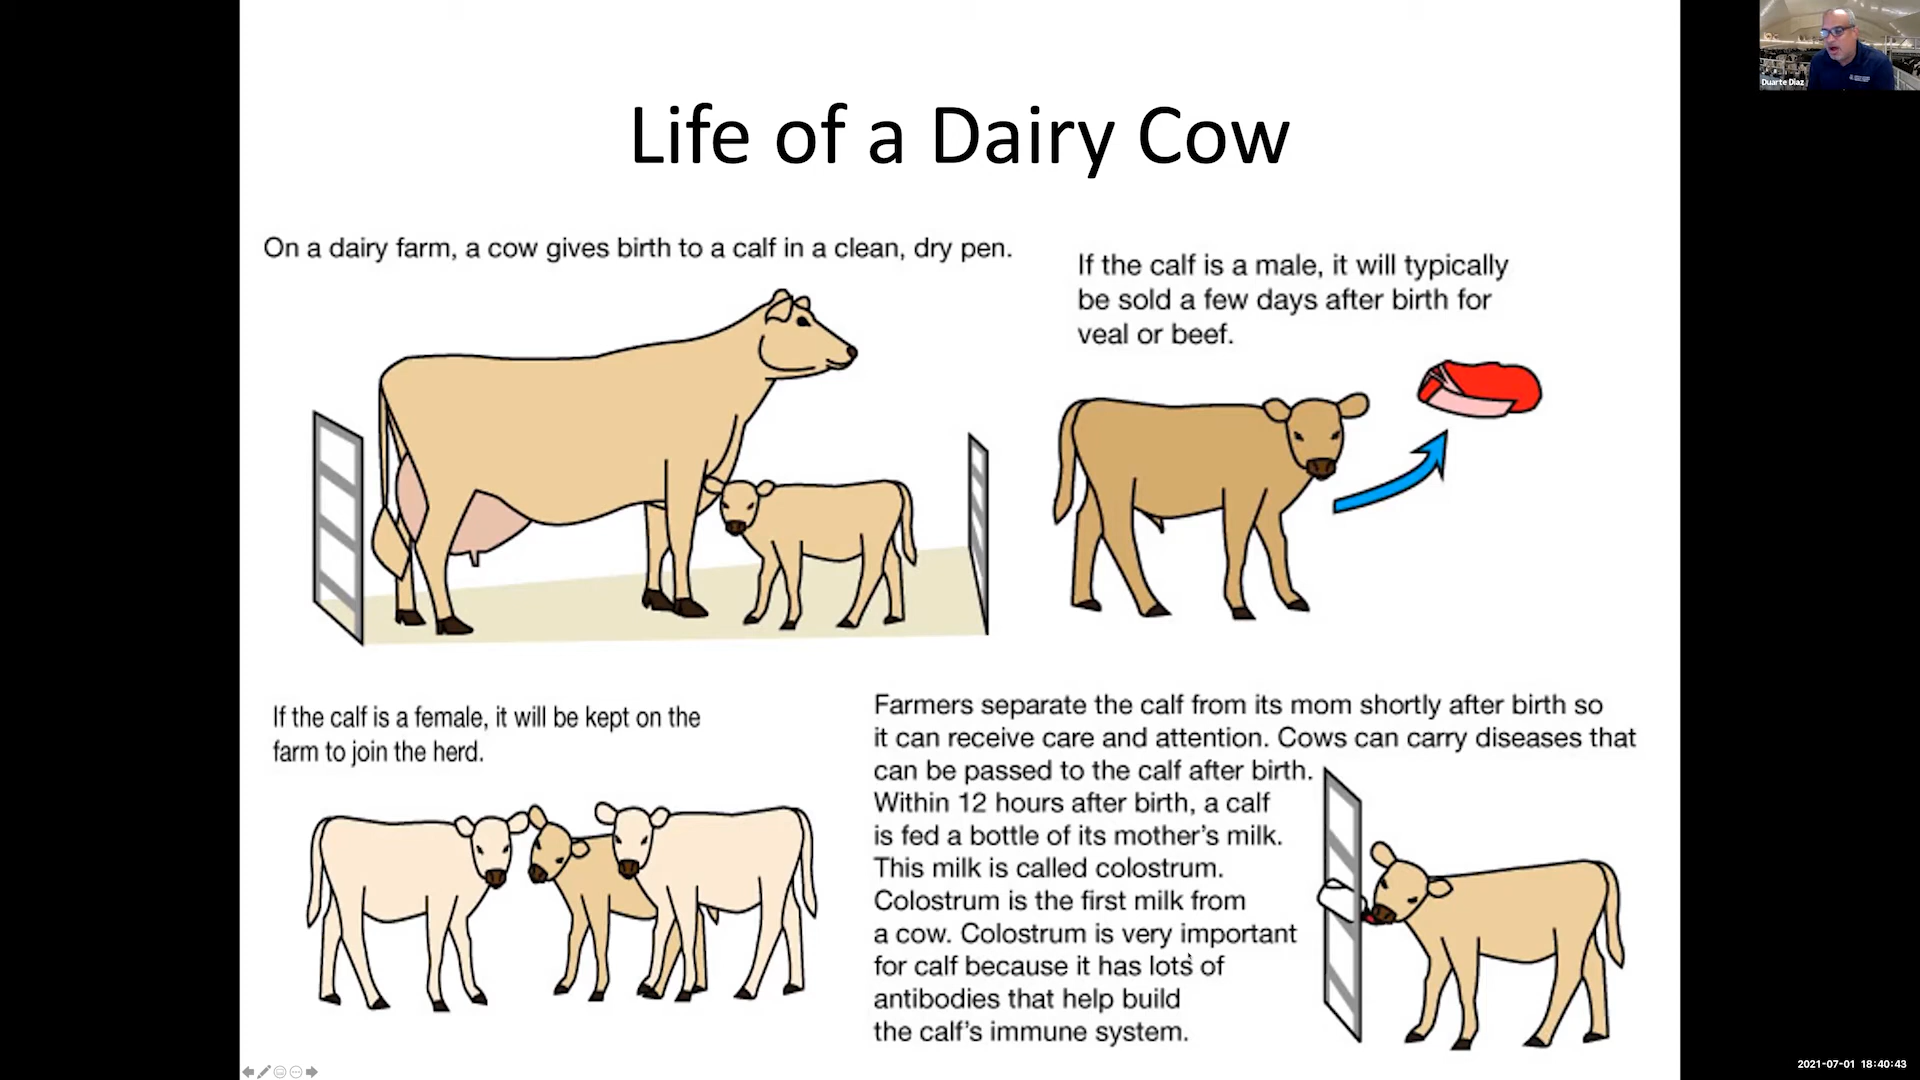 Duarte Diaz
Life of a Dairy Cow
On a dairy farm, a cow gives birth to a calf in a clean, dry pen.
If the calf is a male, it will typically
be sold a few days after birth for
veal or beef.
If the calf is a female, it will be kept on the
farm to join the herd.
Farmers separate the calf from its mom shortly after birth so
it can receive care and attention. Cows can carry diseases that
can be passed to the calf after birth.
Within 12 hours after birth, a calf
is fed a bottle of its mother's milk.
This milk is called colostrum.
Colostrum is the first milk from
a cow. Colostrum is very important
for calf because it has lots of
antibodies that help build
the calf's immune system.
2021-07-01 18:40:43